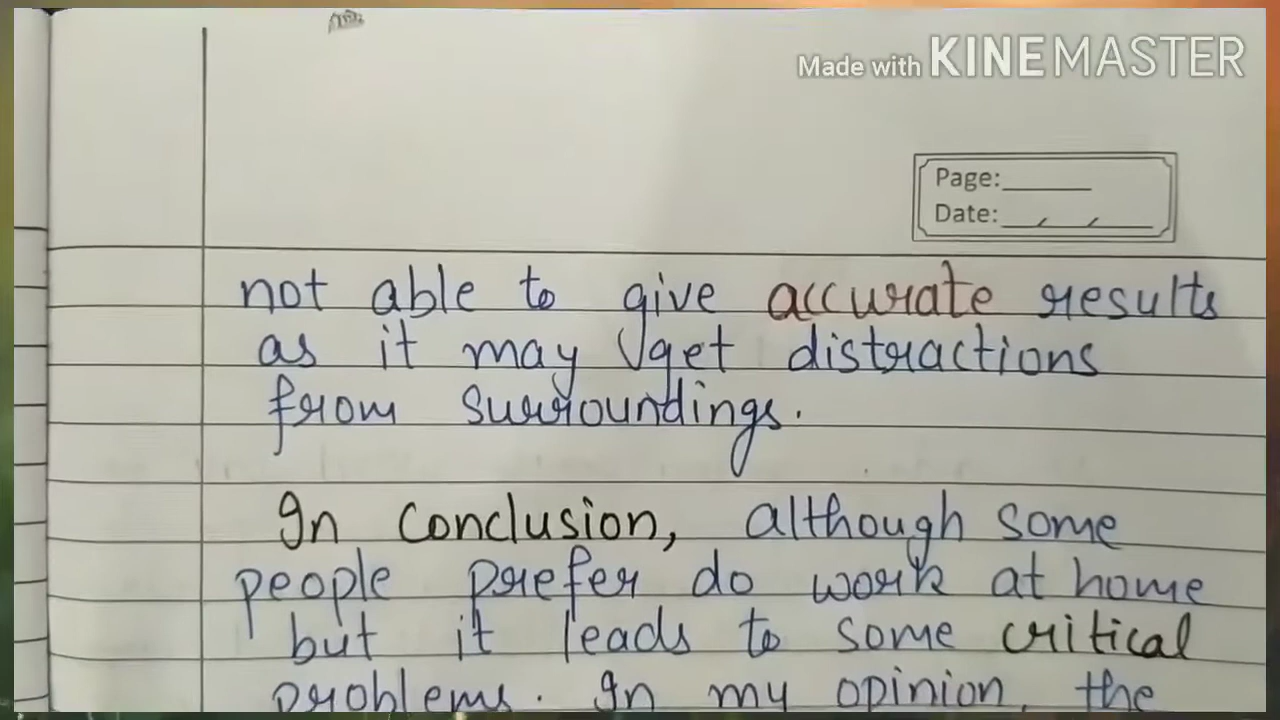 Made with KINEMASTER
Page:
Date:
not able to give accurate results
as it may get distractions
from surroundings.
In conclusion, although some
people prefer do work at home
but it leads to some critical
problems. In my opinion, the